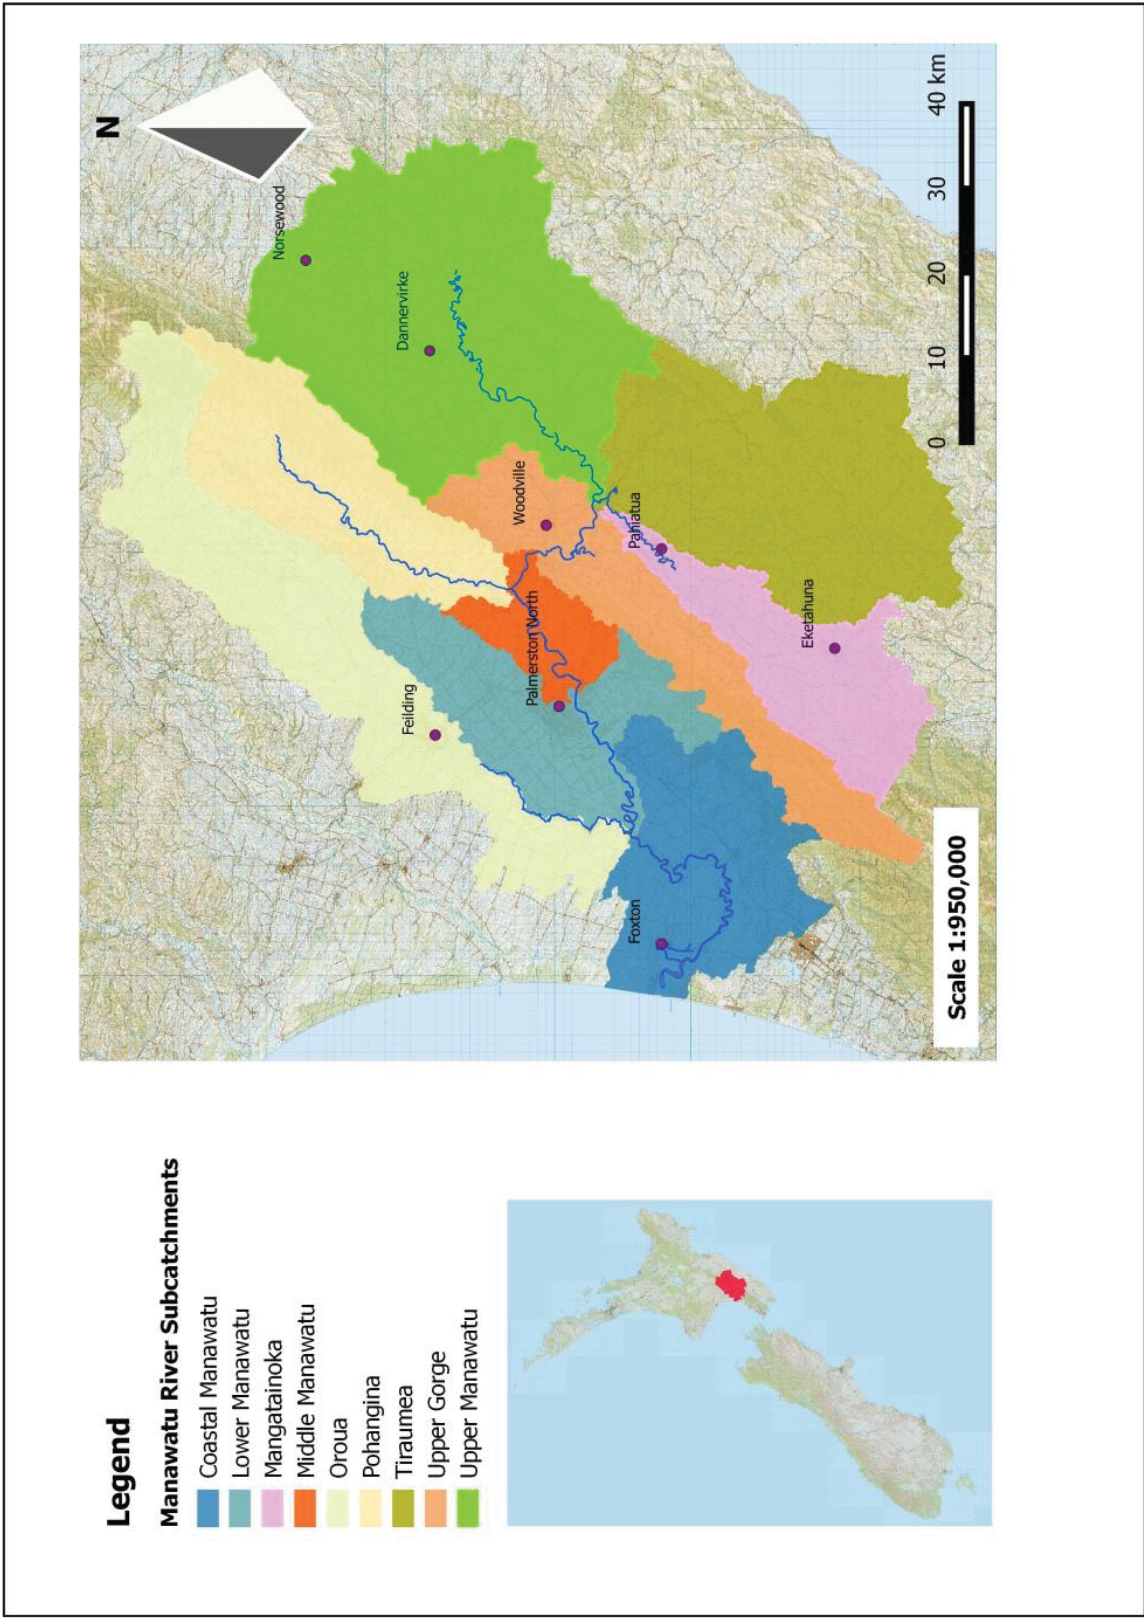 Legend
Manawatu River Subcatchments
Coastal Manawatu
Lower Manawatu
Mangatainoka
Middle Manawatu
Oroua
Pohangina
Tiraumea
Upper Gorge
Upper Manawatu
N
Norsewood
Dannervirke
Woodville
Pahiatua
Palmerston North
Feilding
Eketahuna
Foxton
0 10 20 30 40 km
Scale 1:950,000